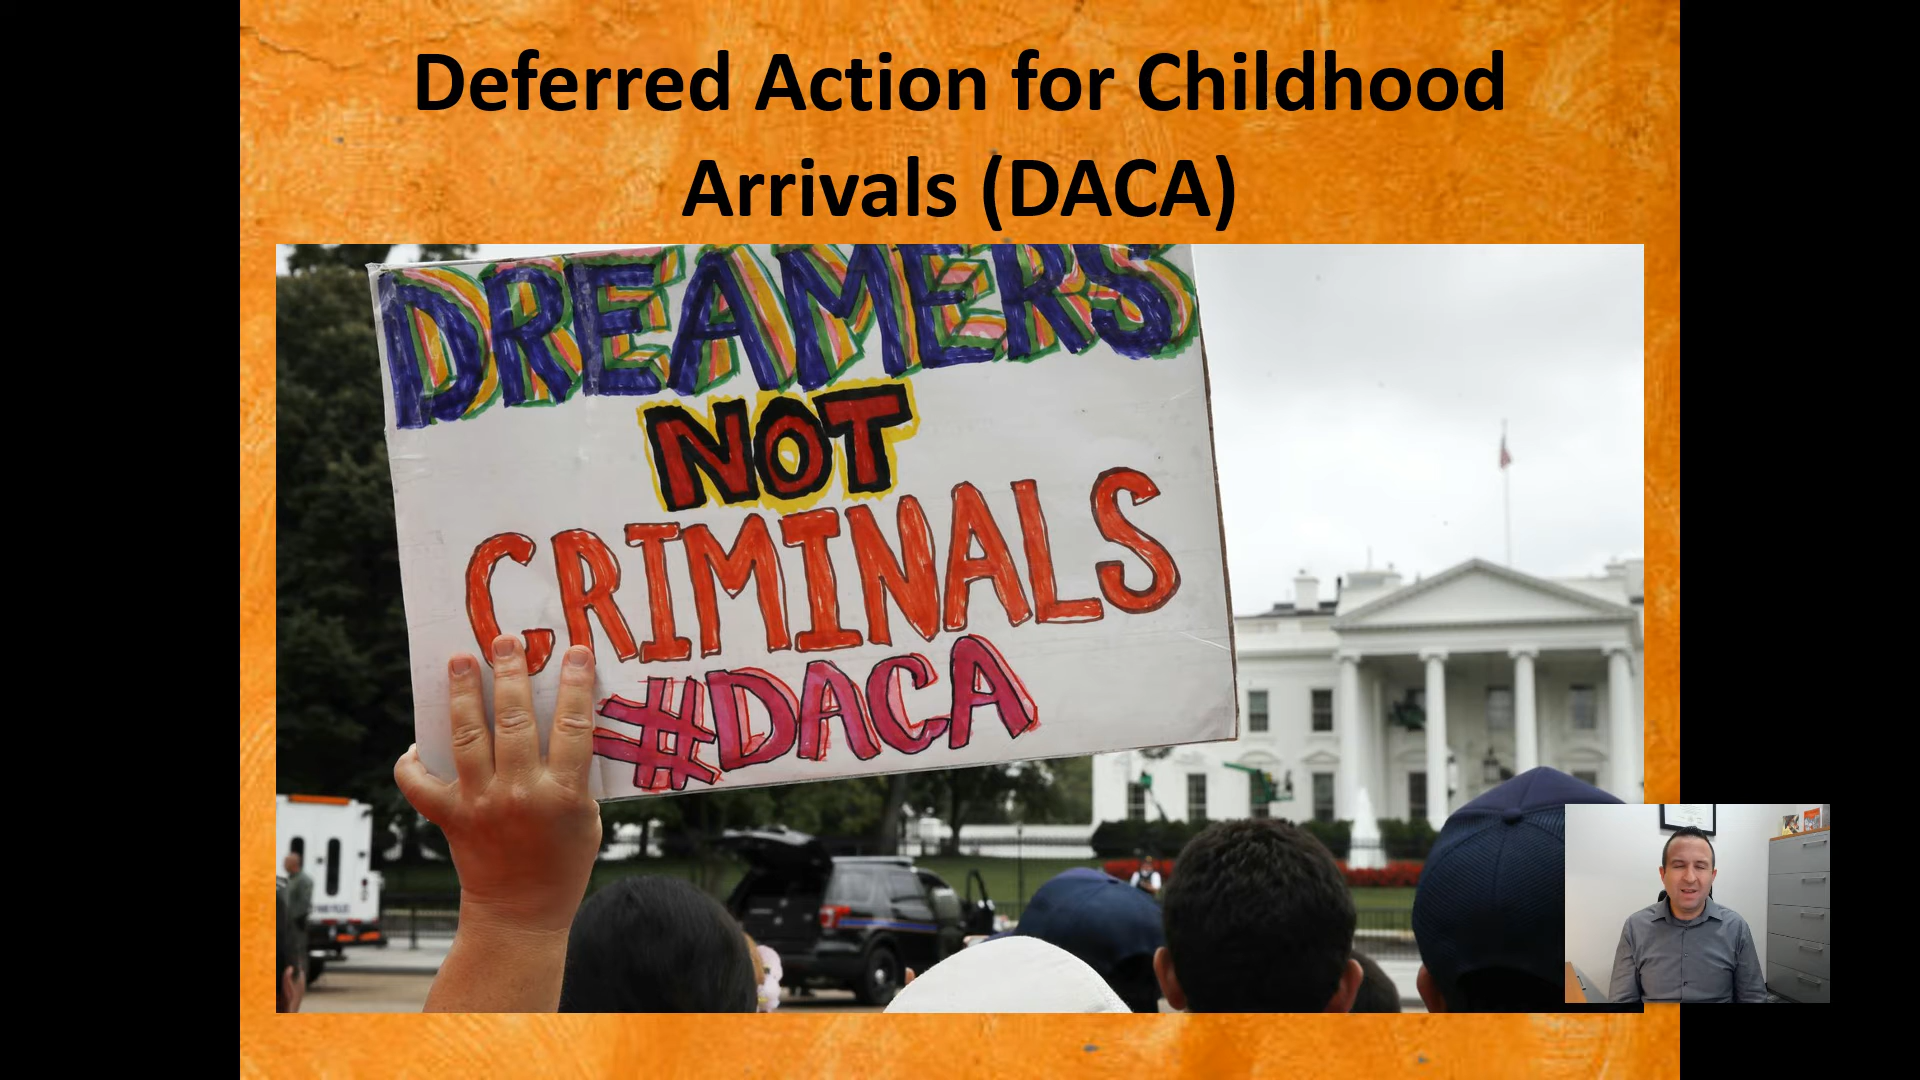 Deferred Action for Childhood
Arrivals (DACA)
DREAMERS
NOT
CRIMINALS
#DACA